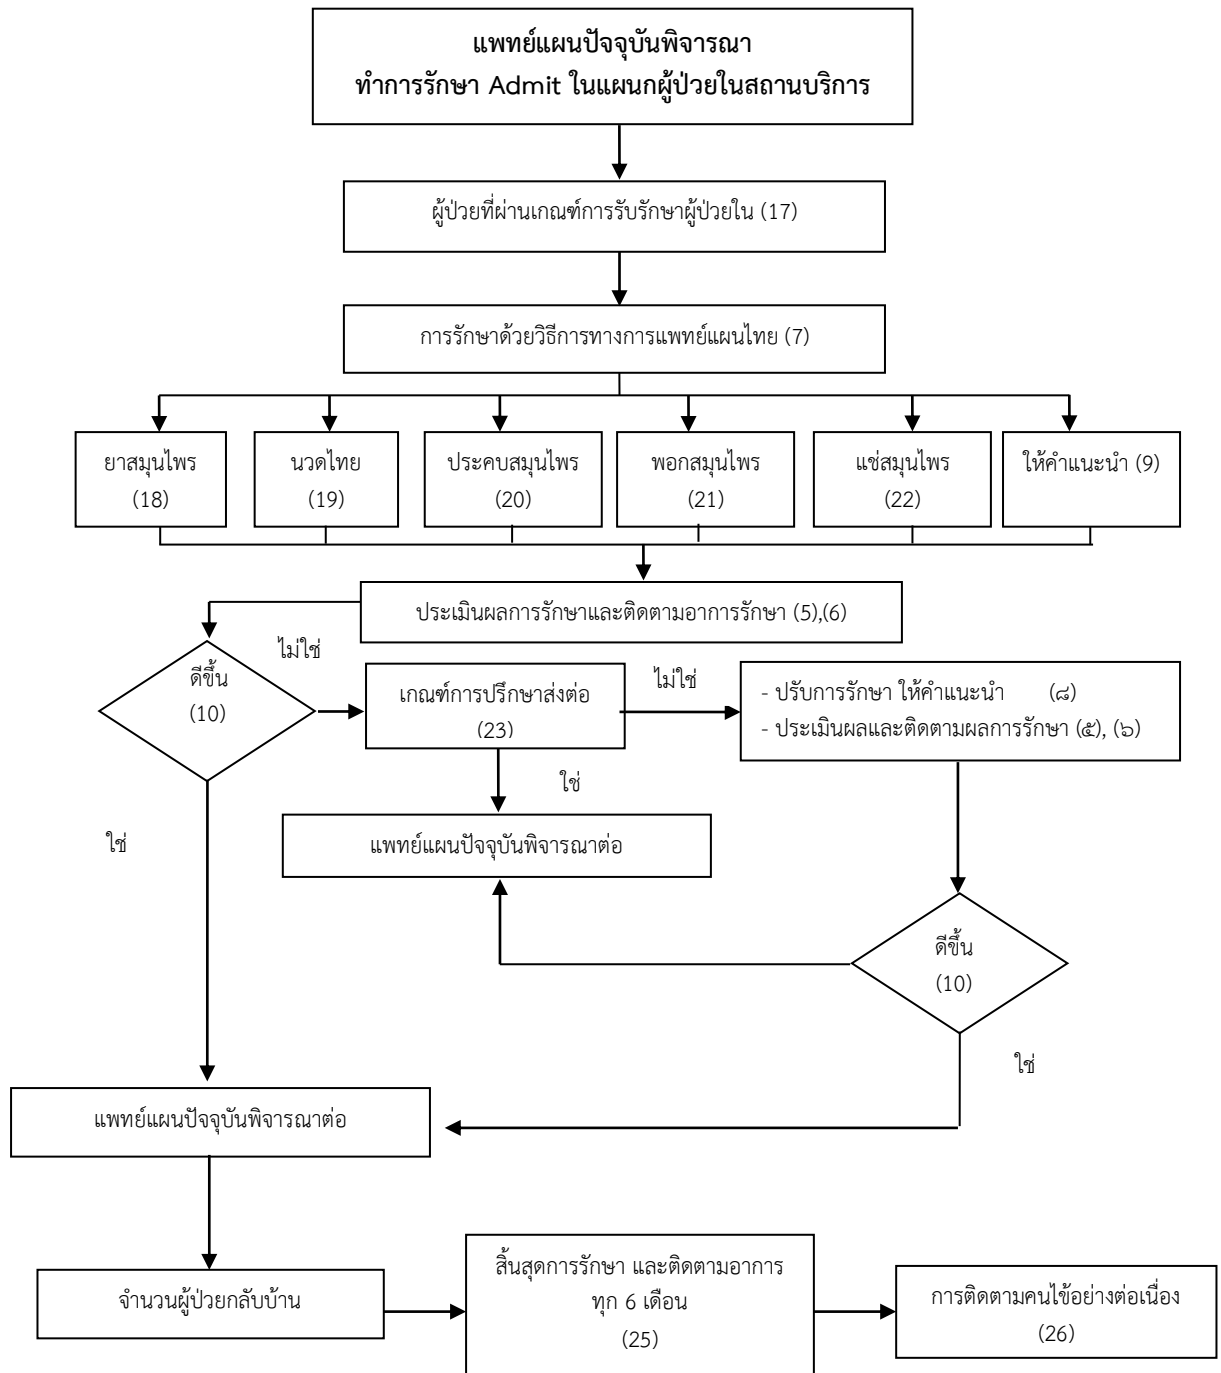 แพทย์แผนปัจจุบันพิจารณา
ทำการรักษา Admit ในแผนกผู้ป่วยในสถานบริการ
ผู้ป่วยที่ผ่านเกณฑ์การรับรักษาผู้ป่วยใน (17)
การรักษาด้วยวิธีการทางการแพทย์แผนไทย (7)
ยาสมุนไพร
(18)
นวดไทย
(19)
ประคบสมุนไพร
(20)
พอกสมุนไพร
(21)
แช่สมุนไพร
(22)
ให้คำแนะนำ (9)
ประเมินผลการรักษาและติดตามอาการรักษา (5),(6)
ดีขึ้น
(10)
ไม่ใช่
เกณฑ์การปรึกษาส่งต่อ
(23)
ไม่ใช่
- ปรับการรักษา ให้คำแนะนำ (๘)
- ประเมินผลและติดตามผลการรักษา (๕), (๖)
ใช่
ใช่
แพทย์แผนปัจจุบันพิจารณาต่อ
ดีขึ้น
(10)
ใช่
แพทย์แผนปัจจุบันพิจารณาต่อ
จำนวนผู้ป่วยกลับบ้าน
สิ้นสุดการรักษา และติดตามอาการ
ทุก 6 เดือน
(25)
การติดตามคนไข้อย่างต่อเนื่อง
(26)